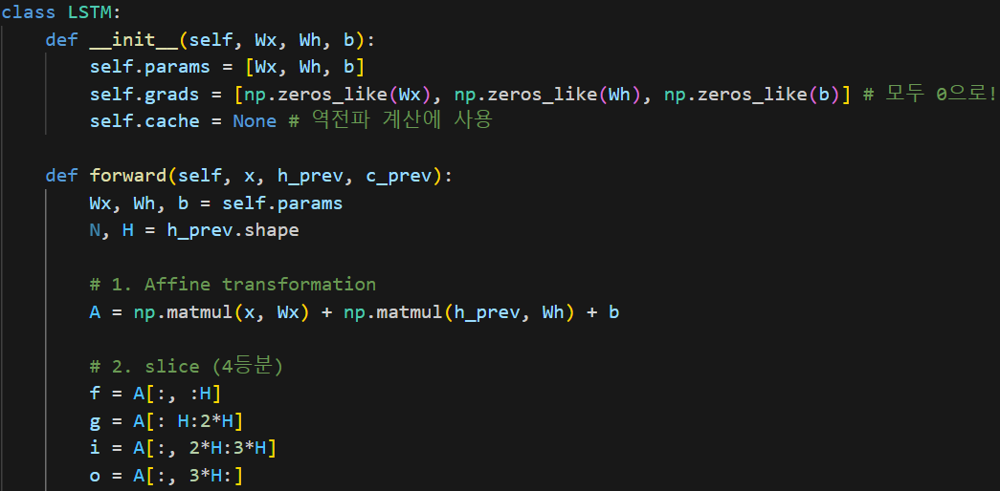 class LSTM:
    def __init__(self, Wx, Wh, b):
        self.params = [Wx, Wh, b]
        self.grads = [np.zeros_like(Wx), np.zeros_like(Wh), np.zeros_like(b)] # 모두 0으로!
        self.cache = None # 역전파 계산에 사용

    def forward(self, x, h_prev, c_prev):
        Wx, Wh, b = self.params
        N, H = h_prev.shape

        # 1. Affine transformation
        A = np.matmul(x, Wx) + np.matmul(h_prev, Wh) + b

        # 2. slice (4등분)
        f = A[:, :H]
        g = A[: H:2*H]
        i = A[:, 2*H:3*H]
        o = A[:, 3*H:]